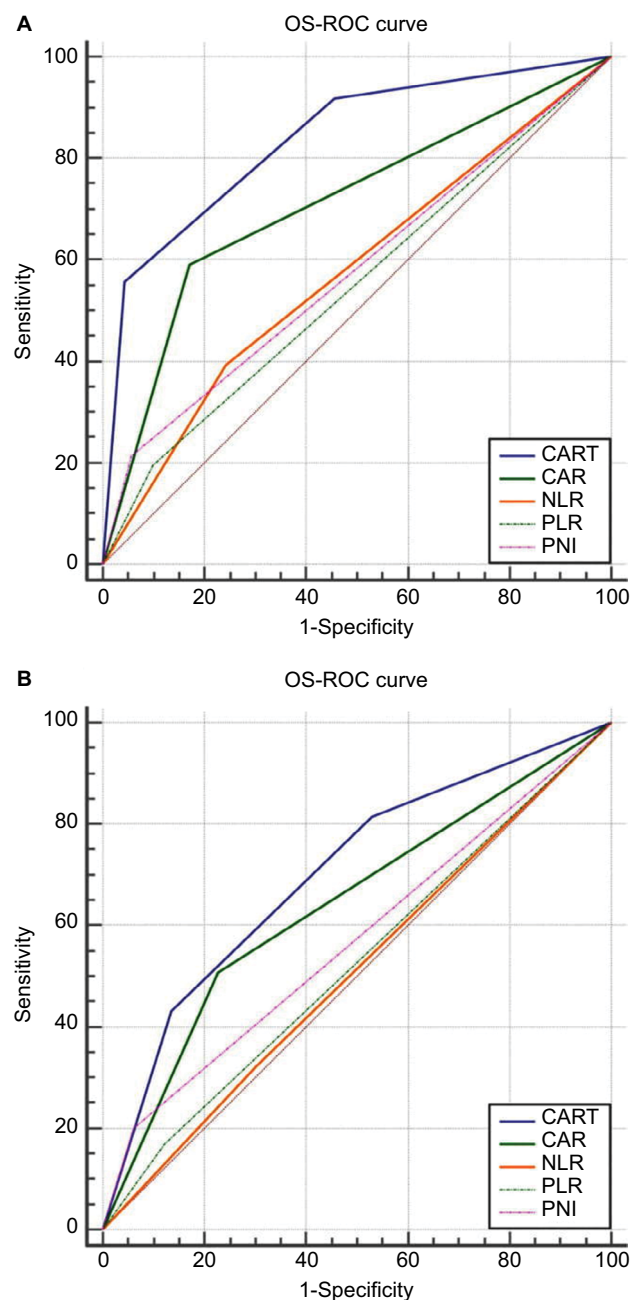 A
OS-ROC curve
100
80
60
40
20
0
Sensitivity
CART
CAR
NLR
PLR
PNI
0 20 40 60 80 100
1-Specificity
B
OS-ROC curve
100
80
60
40
20
0
Sensitivity
CART
CAR
NLR
PLR
PNI
0 20 40 60 80 100
1-Specificity